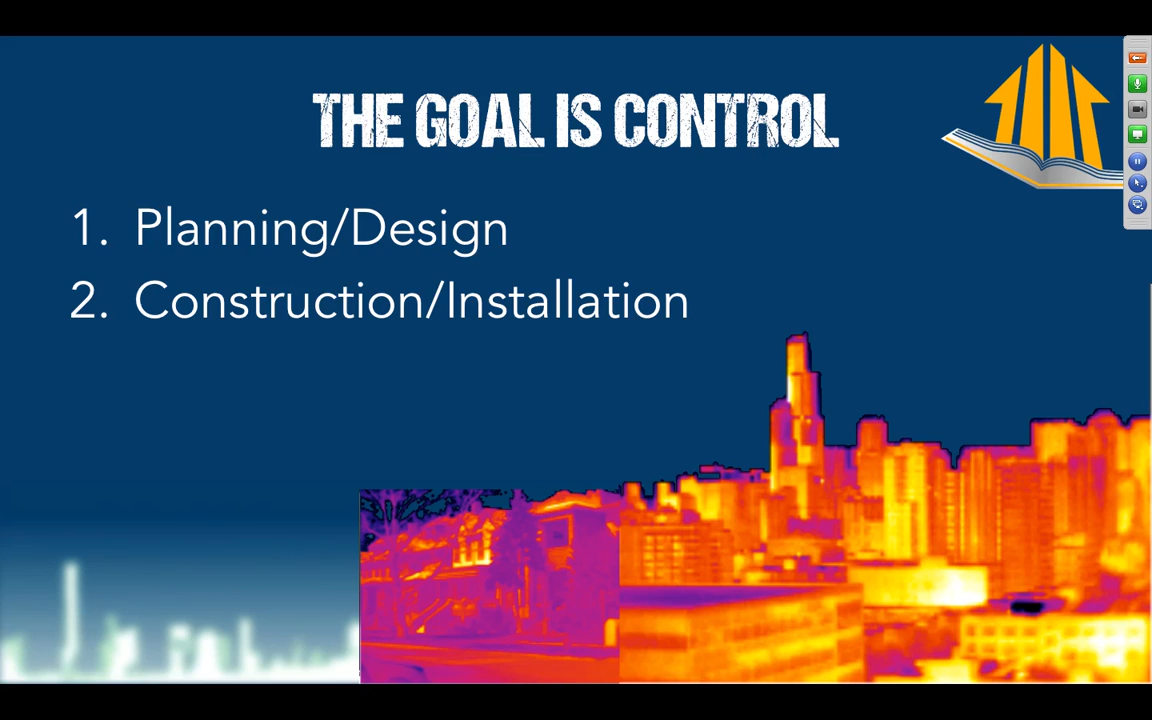 THE GOAL IS CONTROL
1. Planning/Design
2. Construction/Installation